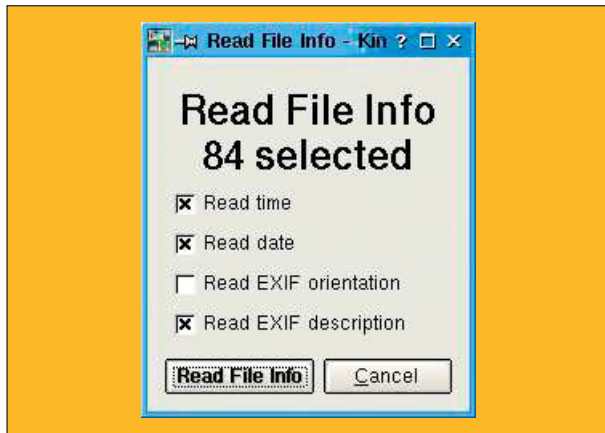 Read File Info - Kin ?
Read File Info
84 selected
Read time
Read date
Read EXIF orientation
Read EXIF description
Read File Info Cancel